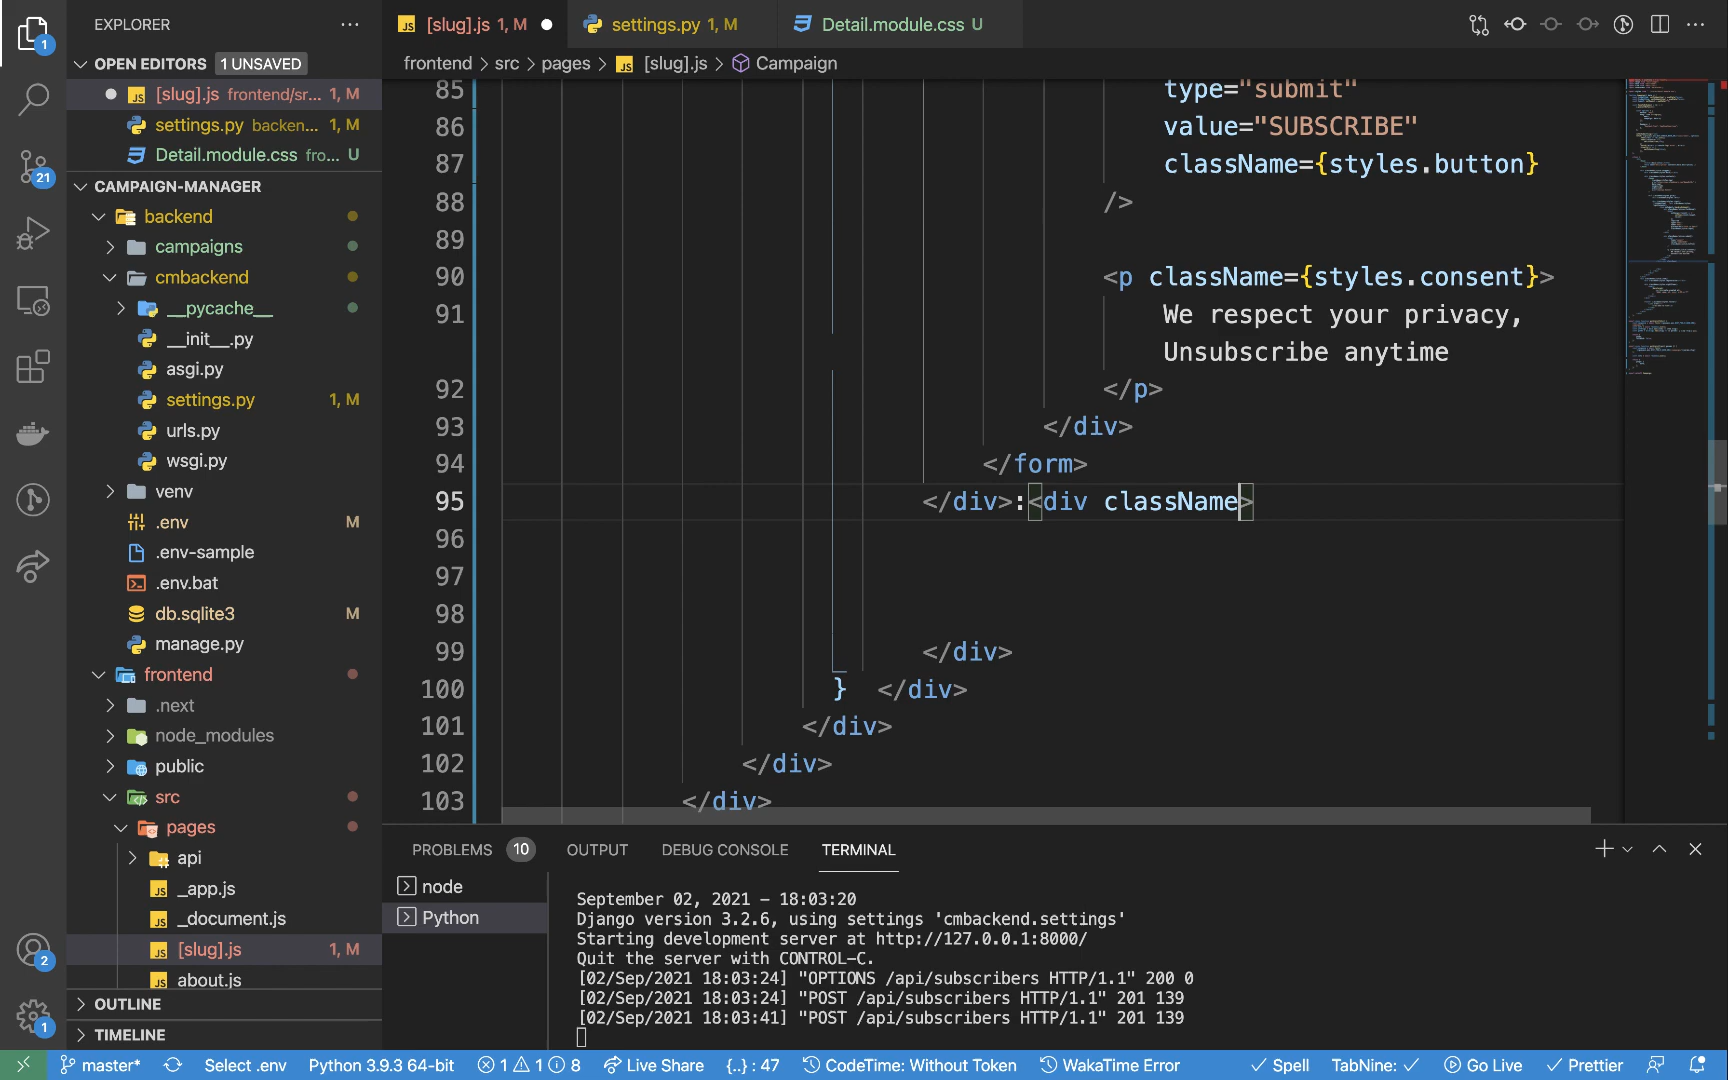 EXPLORER
OPEN EDITORS 1 UNSAVED
[slug].js frontend/sr... 1, M
settings.py backen... 1, M
Detail.module.css fro... U
CAMPAIGN-MANAGER
backend
campaigns
cmbackend
__pycache__
__init__.py
asgi.py
settings.py 1, M
urls.py
wsgi.py
venv
.env M
.env-sample
.env.bat
db.sqlite3 M
manage.py
frontend
.next
node_modules
public
src
pages
api
_app.js
_document.js
[slug].js 1, M
about.js
OUTLINE
TIMELINE
1
21
2
1
[slug].js 1, M
settings.py 1, M
Detail.module.css U
frontend > src > pages > [slug].js > Campaign
85 type="submit"
86 value="SUBSCRIBE"
87 className={styles.button}
88 />
89
90 <p className={styles.consent}>
91 We respect your privacy,
Unsubscribe anytime
92 </p>
93 </div>
94 </form>
95 </div>:<div className>
96
97
98
99 </div>
100 } </div>
101 </div>
102 </div>
103 </div>
PROBLEMS 10 OUTPUT DEBUG CONSOLE TERMINAL
node
Python
September 02, 2021 - 18:03:20
Django version 3.2.6, using settings 'cmbackend.settings'
Starting development server at http://127.0.0.1:8000/
Quit the server with CONTROL-C.
[02/Sep/2021 18:03:24] "OPTIONS /api/subscribers HTTP/1.1" 200 0
[02/Sep/2021 18:03:24] "POST /api/subscribers HTTP/1.1" 201 139
[02/Sep/2021 18:03:41] "POST /api/subscribers HTTP/1.1" 201 139
master* Select .env Python 3.9.3 64-bit 1 1 8 Live Share {..} : 47 CodeTime: Without Token WakaTime Error Spell TabNine: Go Live Prettier